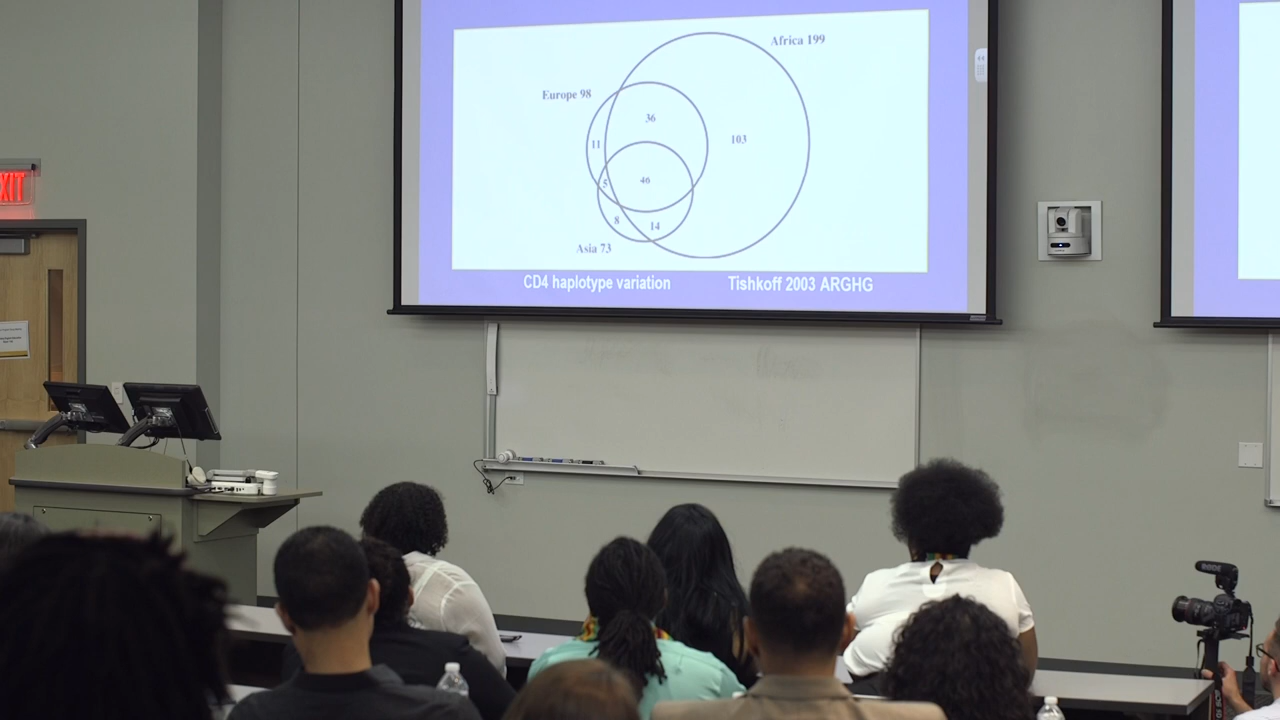 Africa 199
Europe 98
36
11
103
5
46
8
14
Asia 73
CD4 haplotype variation
Tishkoff 2003 ARGHG
EXIT
RODE